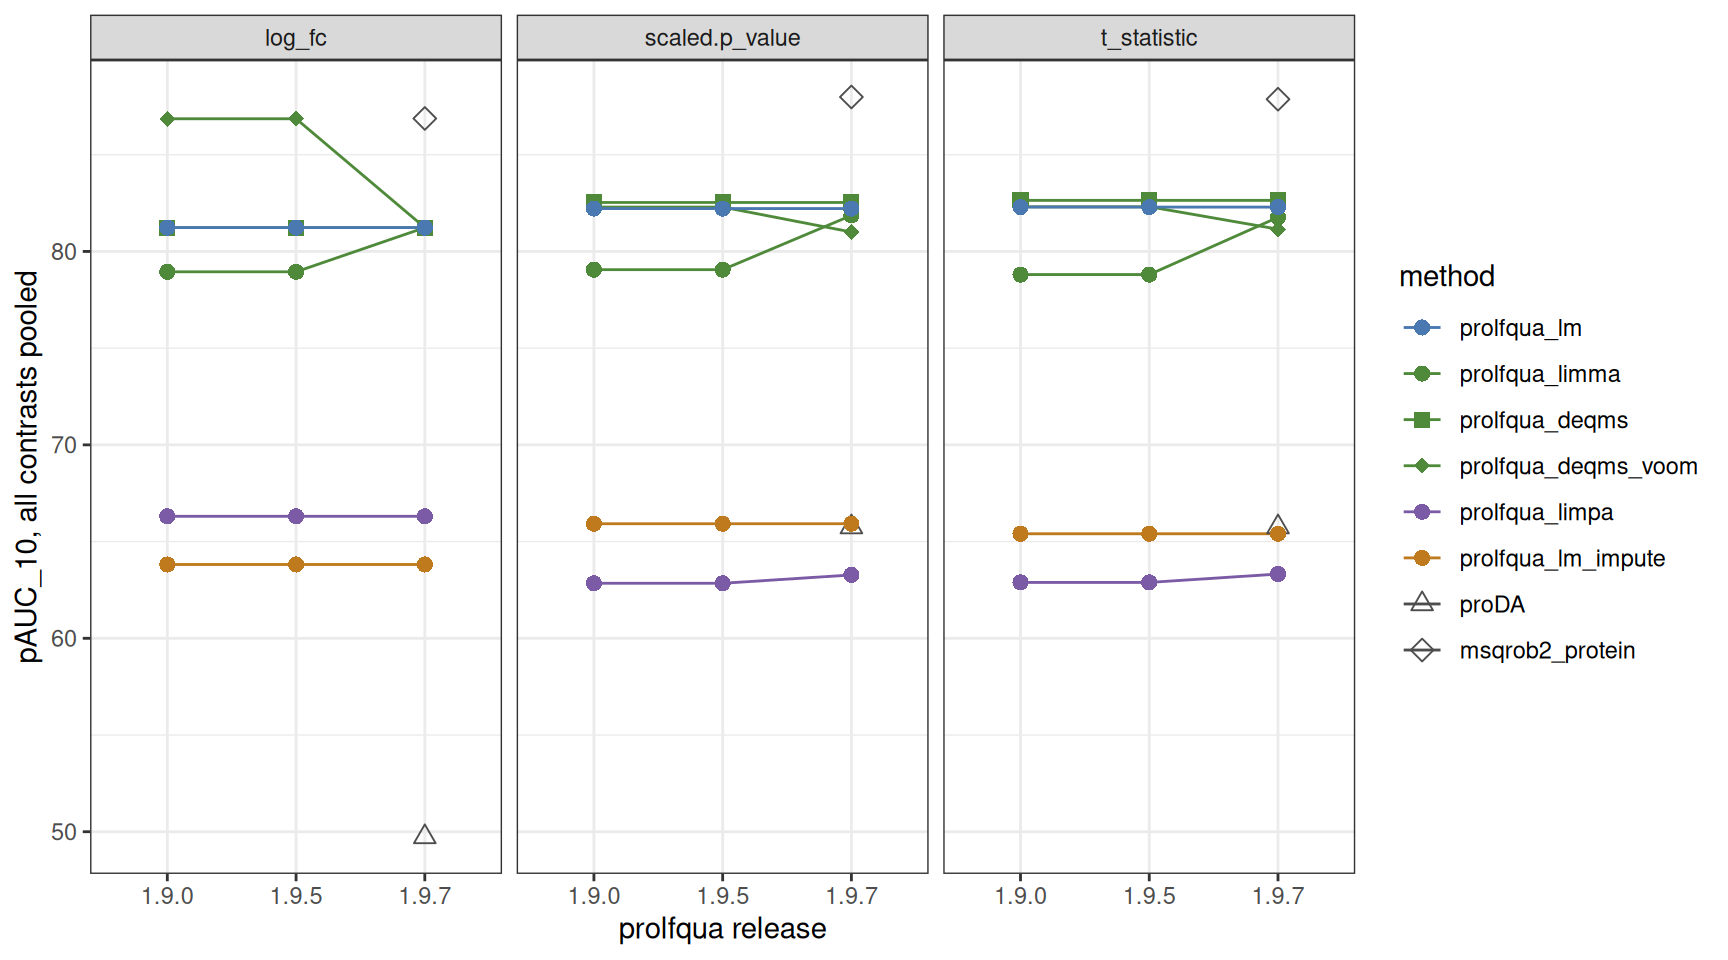 log_fc
scaled.p_value
t_statistic
pAUC_10, all contrasts pooled
80
70
60
50
1.9.0 1.9.5 1.9.7
1.9.0 1.9.5 1.9.7
1.9.0 1.9.5 1.9.7
prolfqua release
method
prolfqua_lm
prolfqua_limma
prolfqua_deqms
prolfqua_deqms_voom
prolfqua_limpa
prolfqua_lm_impute
proDA
msqrob2_protein